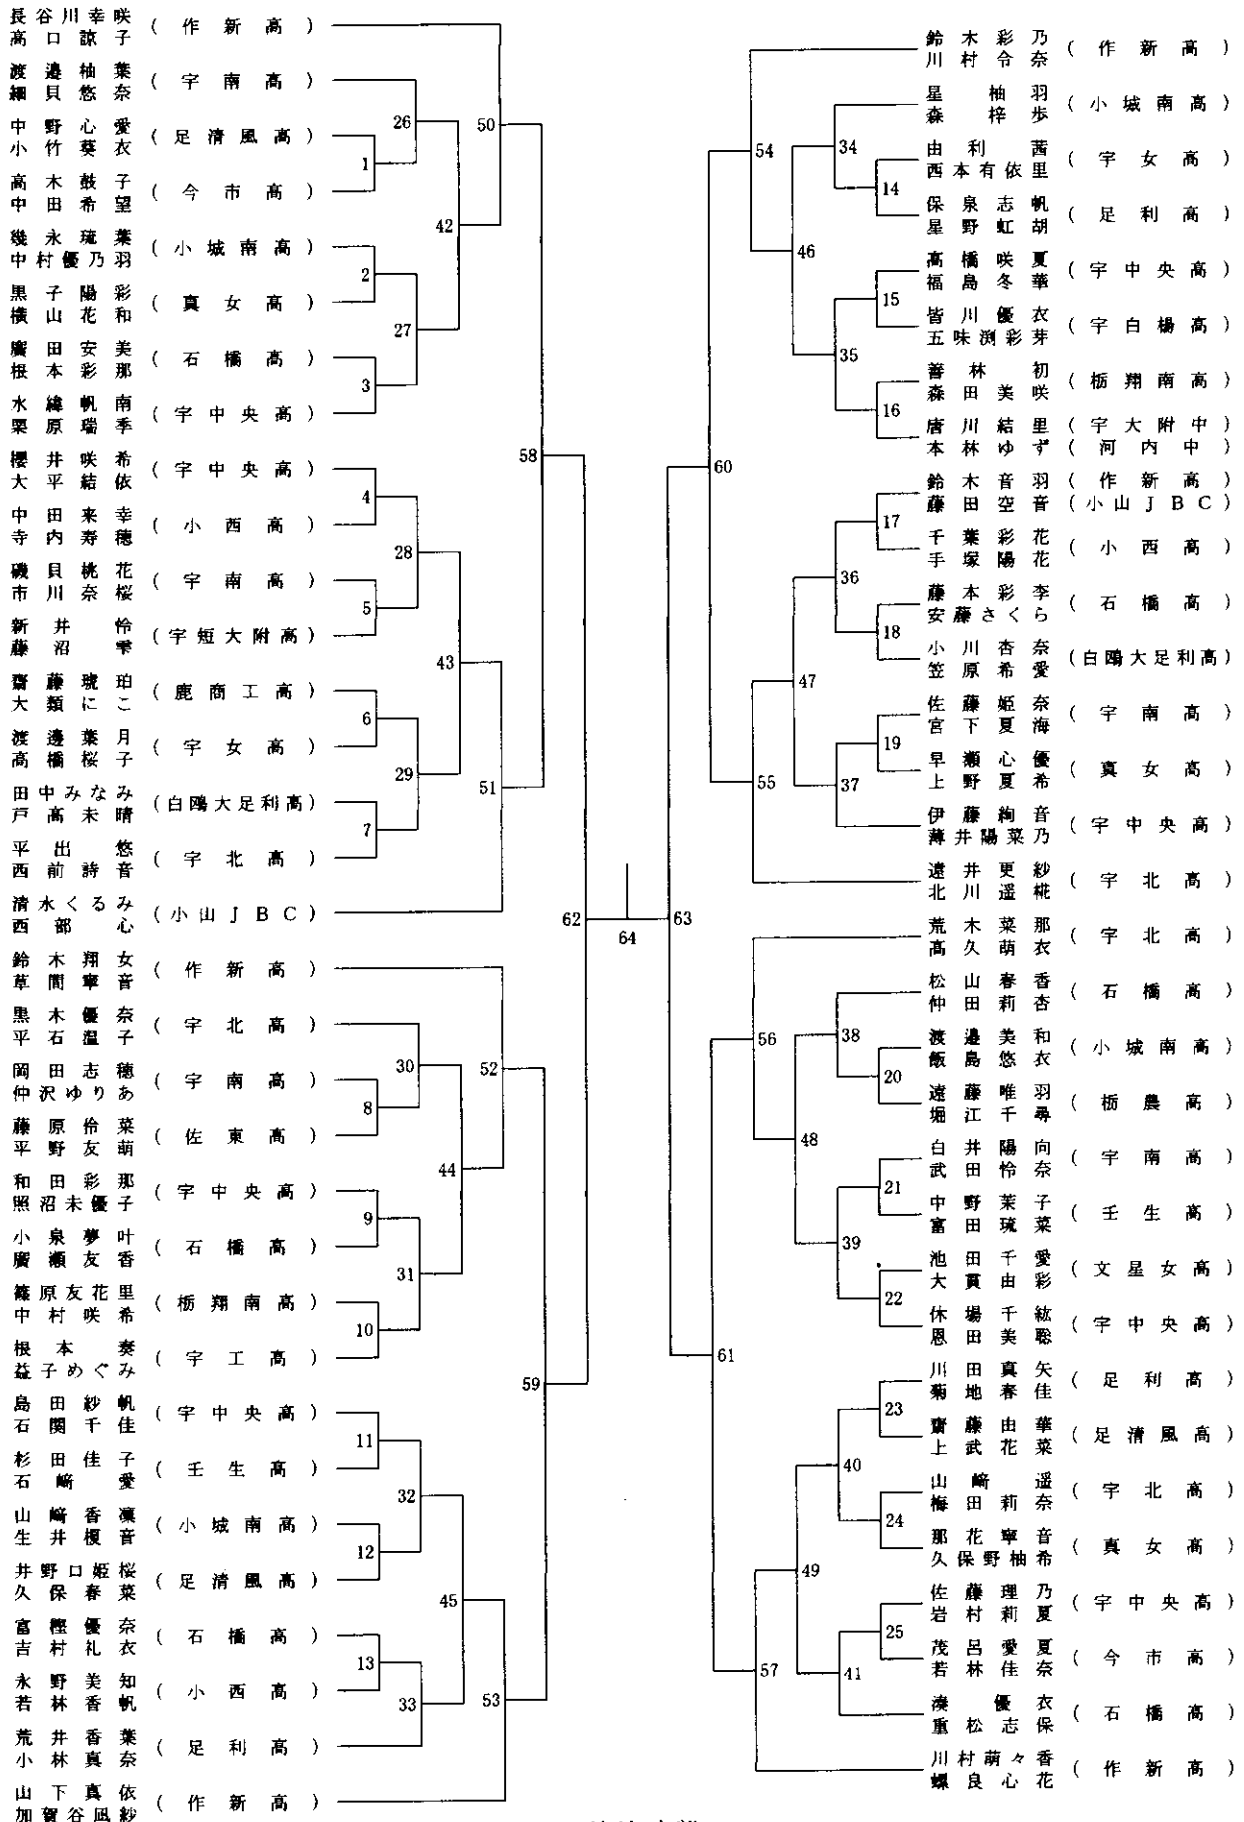 長谷川幸咲
高口諒子
(作新高)
渡邉柚葉
細貝悠奈
(宇南高)
中野心愛
小竹葵衣
(足清風高)
高木鼓子
中田希望
(今市高)
幾永琉葉
中村優乃羽
(小城南高)
黒子陽彩
横山花和
(真女高)
廣田安美
根本彩那
(石橋高)
水緯帆南
栗原瑞季
(宇中央高)
櫻井咲希
大平結依
(宇中央高)
中田来幸
寺内寿穂
(小西高)
磯貝桃花
市川奈桜
(宇南高)
新井怜
藤沼雫
(宇短大附高)
齋藤琥珀
大類にこ
(鹿商工高)
渡邊葉月
高橋桜子
(宇女高)
田中みなみ
戸高未晴
(白鴎大足利高)
平出悠
西前詩音
(宇北高)
清水くるみ
西部心
(小山JBC)
鈴木翔女
草間寧音
(作新高)
黒木優奈
平石温子
(宇北高)
岡田志穂
仲沢ゆりあ
(宇南高)
藤原伶菜
平野友萌
(佐東高)
和田彩那
照沼未優子
(宇中央高)
小泉夢叶
廣瀬友香
(石橋高)
篠原友花里
中村咲希
(栃翔南高)
根本奏
益子めぐみ
(宇工高)
島田紗帆
石関千佳
(宇中央高)
杉田佳子
石﨑愛
(壬生高)
山﨑香凜
生井榎音
(小城南高)
井野口姫桜
久保春菜
(足清風高)
富樫優奈
吉村礼衣
(石橋高)
永野美知
若林香帆
(小西高)
荒井香葉
小林真奈
(足利高)
山下真依
加賀谷凪紗
(作新高)
1
2
3
4
5
6
7
8
9
10
11
12
13
26
27
28
29
30
31
32
33
42
43
44
45
50
51
52
53
58
59
62
64
63
60
61
54
55
56
57
46
47
48
49
34
35
36
37
38
39
40
41
14
15
16
17
18
19
20
21
22
23
24
25
鈴木彩乃
川村令奈
(作新高)
星柚羽
森梓歩
(小城南高)
由利茜
西本有依里
(宇女高)
保泉志帆
星野虹胡
(足利高)
高橋咲夏
福島冬華
(宇中央高)
皆川優衣
五味渕彩芽
(宇白楊高)
善林初
森田美咲
(栃翔南高)
唐川結里(宇大附中)
本林ゆず(河内中)
鈴木音羽(作新高)
藤田空音(小山JBC)
千葉彩花
手塚陽花
(小西高)
藤本彩李
安藤さくら
(石橋高)
小川杏奈
笠原希愛
(白鴎大足利高)
佐藤姫奈
宮下夏海
(宇南高)
早瀬心優
上野夏希
(真女高)
伊藤絢音
薄井陽菜乃
(宇中央高)
遠井更紗
北川遥椛
(宇北高)
荒木菜那
高久萌衣
(宇北高)
松山春香
仲田莉杏
(石橋高)
渡邉美和
飯島悠衣
(小城南高)
遠藤唯羽
堀江千尋
(栃農高)
白井陽向
武田怜奈
(宇南高)
中野茉子
富田琉菜
(壬生高)
池田千愛
大貫由彩
(文星女高)
休場千紘
恩田美聡
(宇中央高)
川田真矢
菊地春佳
(足利高)
齋藤由華
上武花菜
(足清風高)
山﨑遥
梅田莉奈
(宇北高)
那花寧音
久保野柚希
(真女高)
佐藤理乃
岩村莉夏
(宇中央高)
茂呂愛夏
若林佳奈
(今市高)
湊優衣
重松志保
(石橋高)
川村萌々香
螺良心花
(作新高)